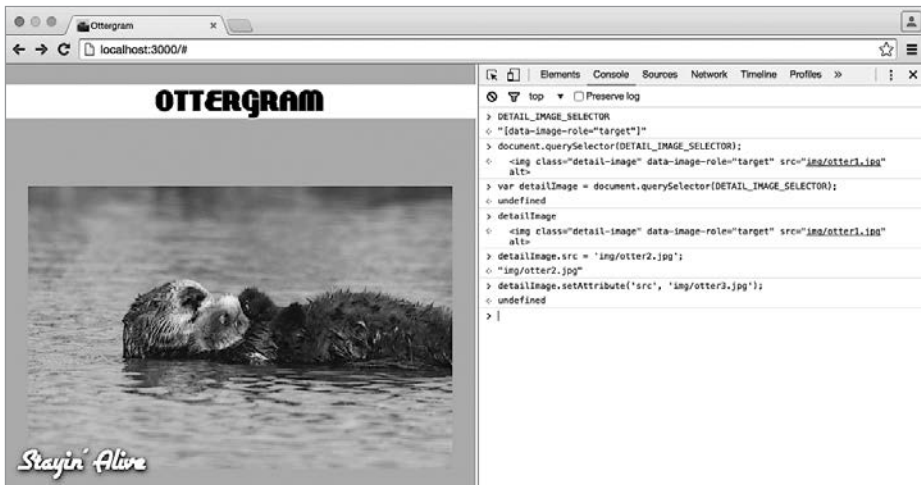 Ottergram
localhost:3000/#
OTTERGRAM
Stayin' Alive
Elements Console Sources Network Timeline Profiles »
top ▼ Preserve log
> DETAIL_IMAGE_SELECTOR
"[data-image-role="target"]"
> document.querySelector(DETAIL_IMAGE_SELECTOR);
<img class="detail-image" data-image-role="target" src="img/otter1.jpg"
alt>
> var detailImage = document.querySelector(DETAIL_IMAGE_SELECTOR);
undefined
> detailImage
<img class="detail-image" data-image-role="target" src="img/otter1.jpg"
alt>
> detailImage.src = 'img/otter2.jpg';
"img/otter2.jpg"
> detailImage.setAttribute('src', 'img/otter3.jpg');
undefined
>